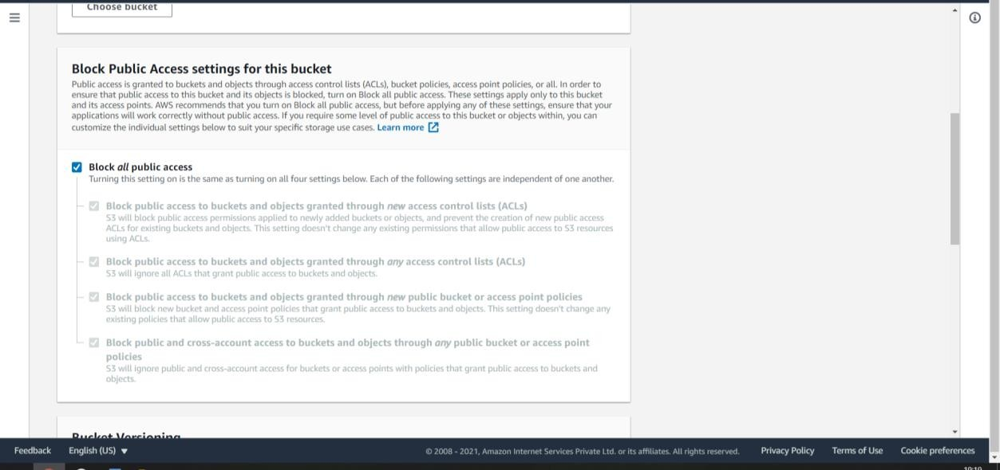 Choose bucket
Block Public Access settings for this bucket
Public access is granted to buckets and objects through access control lists (ACLs), bucket policies, access point policies, or all. In order to
ensure that public access to this bucket and its objects is blocked, turn on Block all public access. These settings apply only to this bucket
and its access points. AWS recommends that you turn on Block all public access, but before applying any of these settings, ensure that your
applications will work correctly without public access. If you require some level of public access to this bucket or objects within, you can
customize the individual settings below to suit your specific storage use cases. Learn more
Block all public access
Turning this setting on is the same as turning on all four settings below. Each of the following settings are independent of one another.
Block public access to buckets and objects granted through new access control lists (ACLs)
S3 will block public access permissions applied to newly added buckets or objects, and prevent the creation of new public access
ACLs for existing buckets and objects. This setting doesn't change any existing permissions that allow public access to S3 resources
using ACLs.
Block public access to buckets and objects granted through any access control lists (ACLs)
S3 will ignore all ACLs that grant public access to buckets and objects.
Block public access to buckets and objects granted through new public bucket or access point policies
S3 will block new bucket and access point policies that grant public access to buckets and objects. This setting doesn't change any
existing policies that allow public access to S3 resources.
Block public and cross-account access to buckets and objects through any public bucket or access point
policies
S3 will ignore public and cross-account access for buckets or access points with policies that grant public access to buckets and
objects.
Bucket Versioning
Feedback English (US) © 2008 - 2021, Amazon Internet Services Private Ltd. or its affiliates. All rights reserved. Privacy Policy Terms of Use Cookie preferences